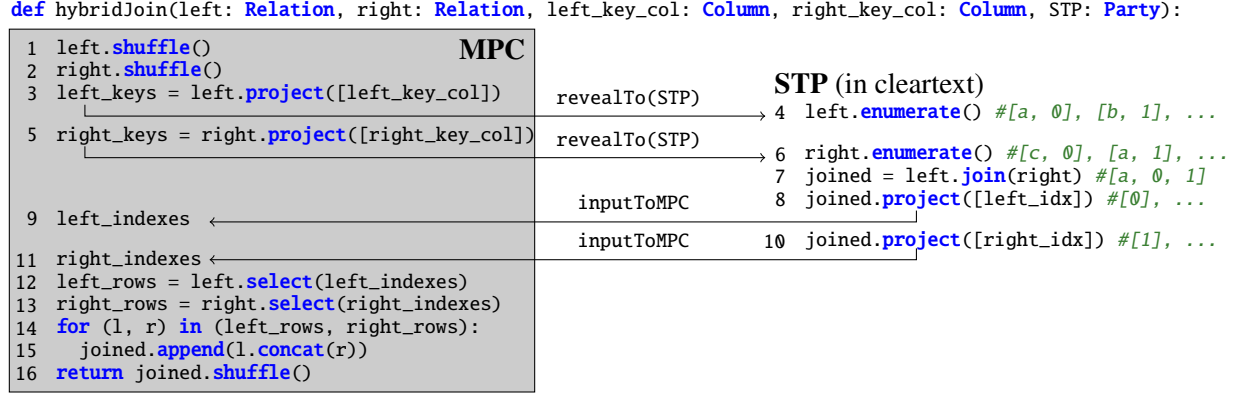 def hybridJoin(left: Relation, right: Relation, left_key_col: Column, right_key_col: Column, STP: Party):
MPC
1 left.shuffle()
2 right.shuffle()
3 left_keys = left.project([left_key_col])
revealTo(STP)
STP (in cleartext)
4 left.enumerate() #[a, 0], [b, 1], ...
5 right_keys = right.project([right_key_col])
revealTo(STP)
6 right.enumerate() #[c, 0], [a, 1], ...
7 joined = left.join(right) #[a, 0, 1]
8 joined.project([left_idx]) #[0], ...
inputToMPC
9 left_indexes
inputToMPC
10 joined.project([right_idx]) #[1], ...
11 right_indexes
12 left_rows = left.select(left_indexes)
13 right_rows = right.select(right_indexes)
14 for (l, r) in (left_rows, right_rows):
15 joined.append(l.concat(r))
16 return joined.shuffle()